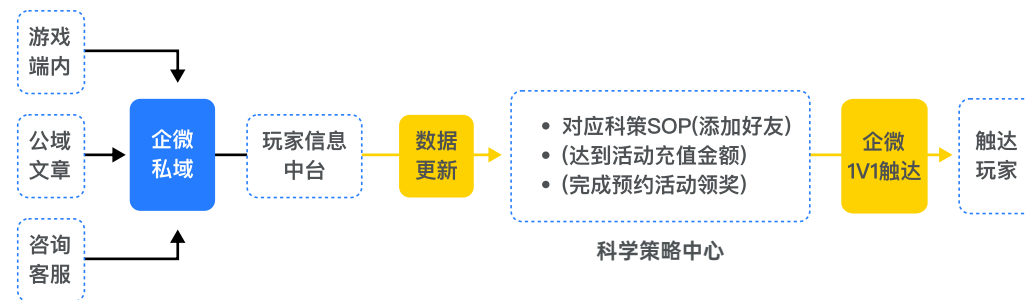 游戏
端内
公域
文章
咨询
客服
企微
私域
玩家信息
中台
数据
更新
• 对应科策SOP(添加好友)
• (达到活动充值金额)
• (完成预约活动领奖)
科学策略中心
企微
1V1触达
触达
玩家